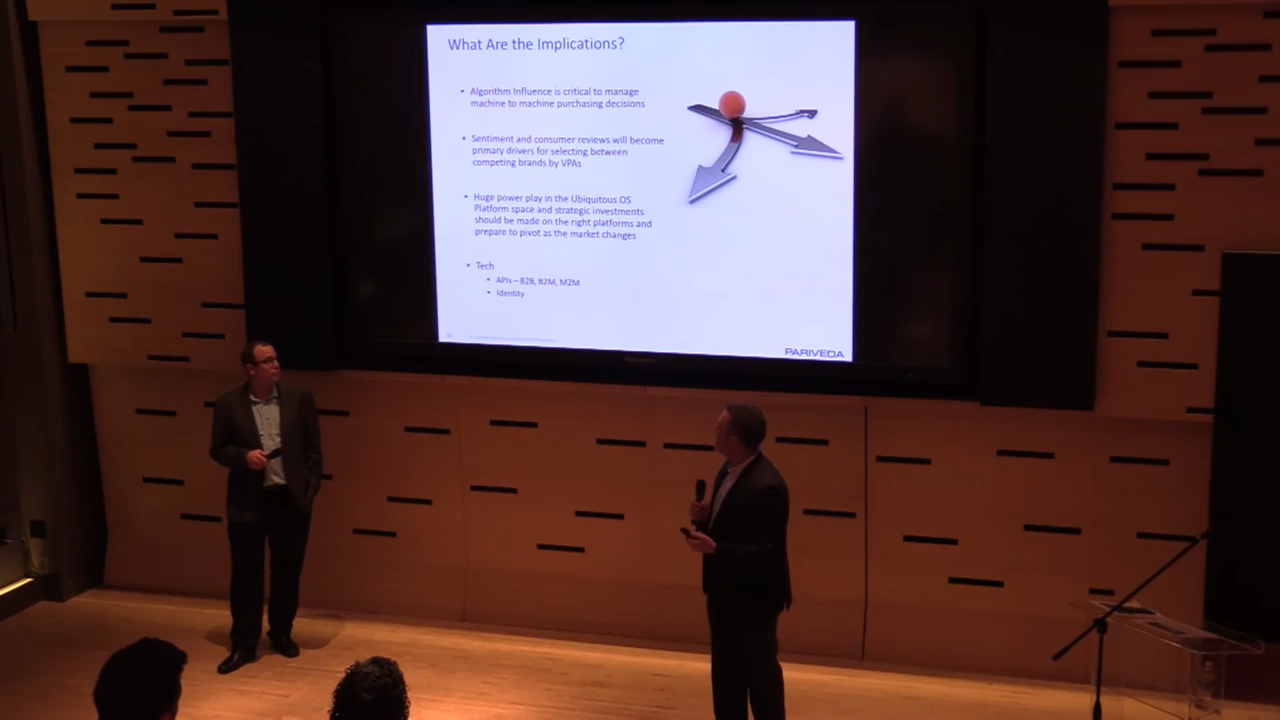 What Are the Implications?
• Algorithm Influence is critical to manage
machine to machine purchasing decisions
• Sentiment and consumer reviews will become
primary drivers for selecting between
competing brands by VPAs
• Huge power play in the Ubiquitous OS
Platform space and strategic investments
should be made on the right platforms and
prepare to pivot as the market changes
• Tech
• APIs – B2B, B2M, M2M
• Identity
PARIVEDA